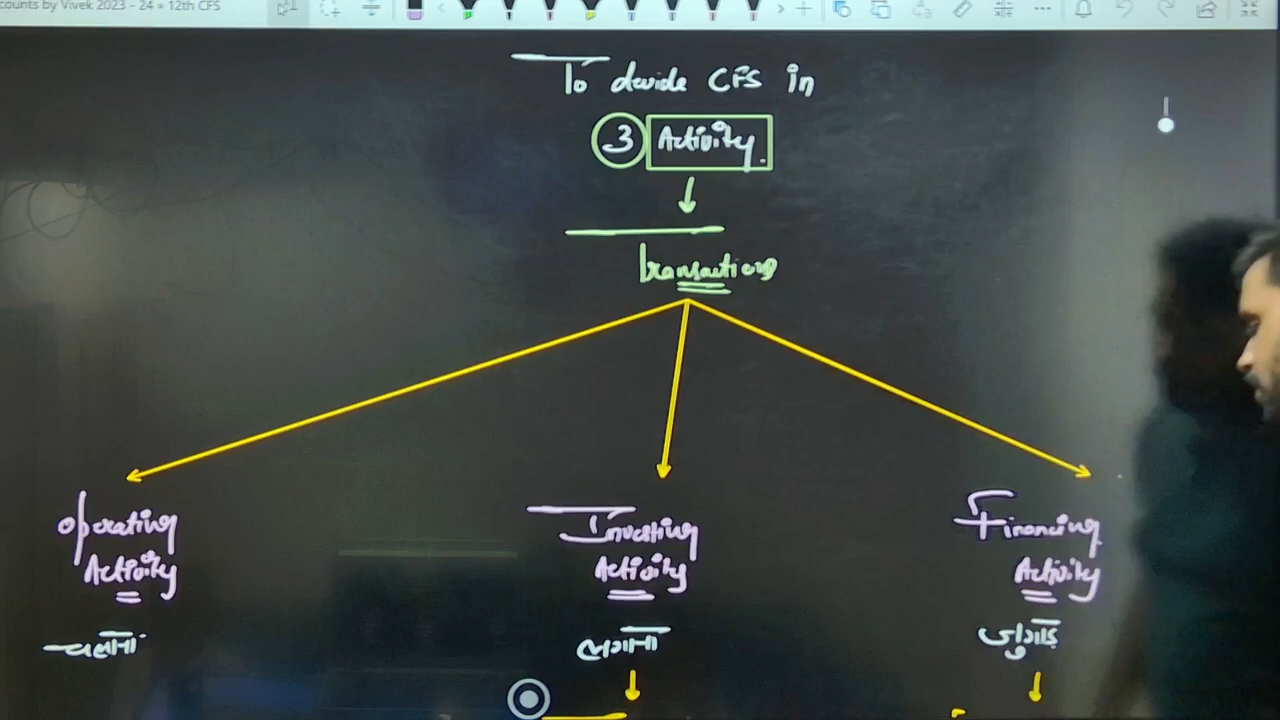 counts by Vivek 2023 - 24 » 12th CFS
To devide CFS in
3 Activity.
transactions
Operating
Activity
Investing
Activity
Financing
Activity